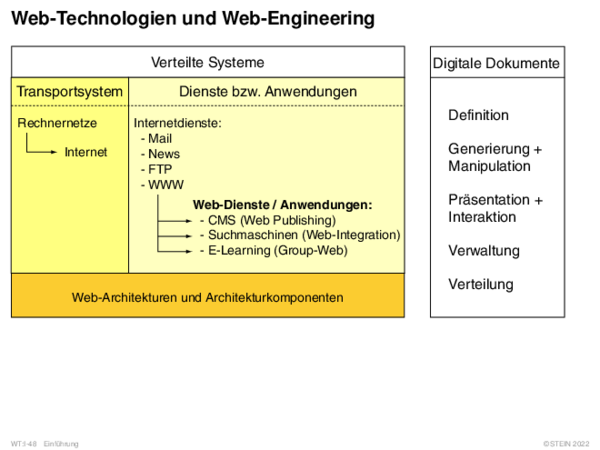 Web-Technologien und Web-Engineering
Verteilte Systeme
Transportsystem
Dienste bzw. Anwendungen
Rechnernetze
Internet
Internetdienste:
- Mail
- News
- FTP
- WWW
Web-Dienste / Anwendungen:
- CMS (Web Publishing)
- Suchmaschinen (Web-Integration)
- E-Learning (Group-Web)
Web-Architekturen und Architekturkomponenten
Digitale Dokumente
Definition
Generierung +
Manipulation
Präsentation +
Interaktion
Verwaltung
Verteilung
WT:I-48 Einführung
©STEIN 2022